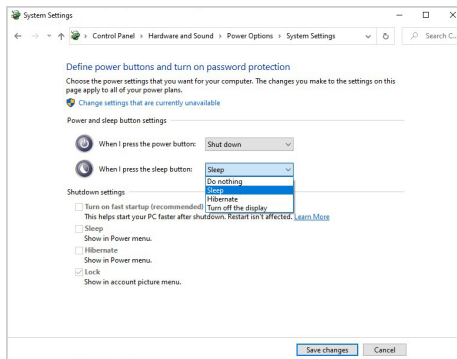 System Settings
Control Panel > Hardware and Sound > Power Options > System Settings
Search C...
Define power buttons and turn on password protection
Choose the power settings that you want for your computer. The changes you make to the settings on this
page apply to all of your power plans.
Change settings that are currently unavailable
Power and sleep button settings
When I press the power button: Shut down
When I press the sleep button: Sleep
Do nothing
Sleep
Hibernate
Turn off the display
Shutdown settings
Turn on fast startup (recommended)
This helps start your PC faster after shutdown. Restart isn't affected. Learn More
Sleep
Show in Power menu.
Hibernate
Show in Power menu.
Lock
Show in account picture menu.
Save changes Cancel